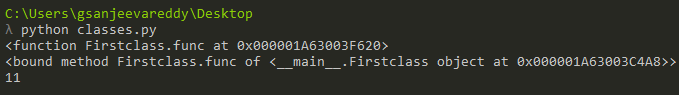 C:\Users\gsanjeevareddy\Desktop
λ python classes.py
<function Firstclass.func at 0x000001A63003F620>
<bound method Firstclass.func of <__main__.Firstclass object at 0x000001A63003C4A8>>
11